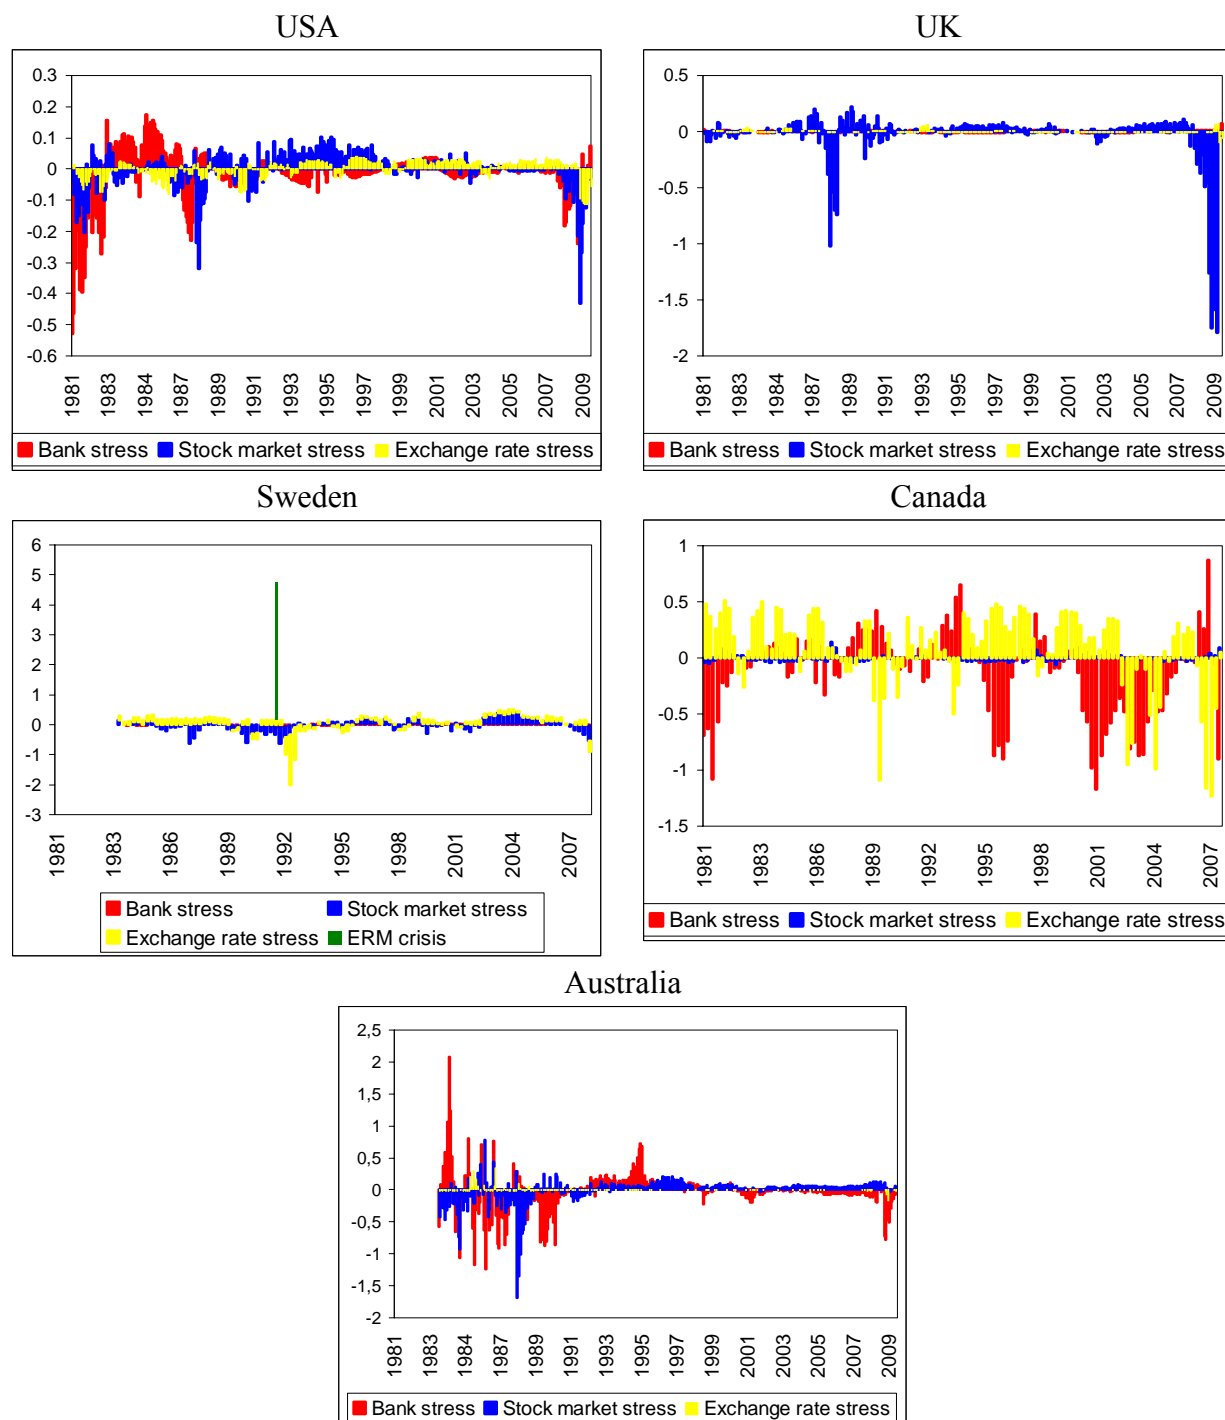 USA
0.3
0.2
0.1
0
-0.1
-0.2
-0.3
-0.4
-0.5
-0.6
1981 1983 1984 1987 1989 1991 1993 1995 1997 1999 2001 2003 2005 2007 2009
Bank stress Stock market stress Exchange rate stress
UK
0.5
0
-0.5
-1
-1.5
-2
1981 1983 1984 1987 1989 1991 1993 1995 1997 20099 2001 2003 2005 2007 2009
Bank stress Stock market stress Exchange rate stress
Sweden
6
5
4
3
2
1
0
-1
-2
-3
1981 1983 1986 1989 1992 1995 1998 2001 2004 2007
Bank stress Stock market stress
Exchange rate stress ERM crisis
Canada
1
0.5
0
-0.5
-1
-1.5
1981 1983 1986 1989 1992 1995 1998 2001 2004 2007
Bank stress Stock market stress Exchange rate stress
Australia
2,5
2
1,5
1
0,5
0
-0,5
-1
-1,5
-2
1981 1983 1984 1987 1989 1991 1993 1995 1997 1999 2001 2003 2005 2007 2009
Bank stress Stock market stress Exchange rate stress